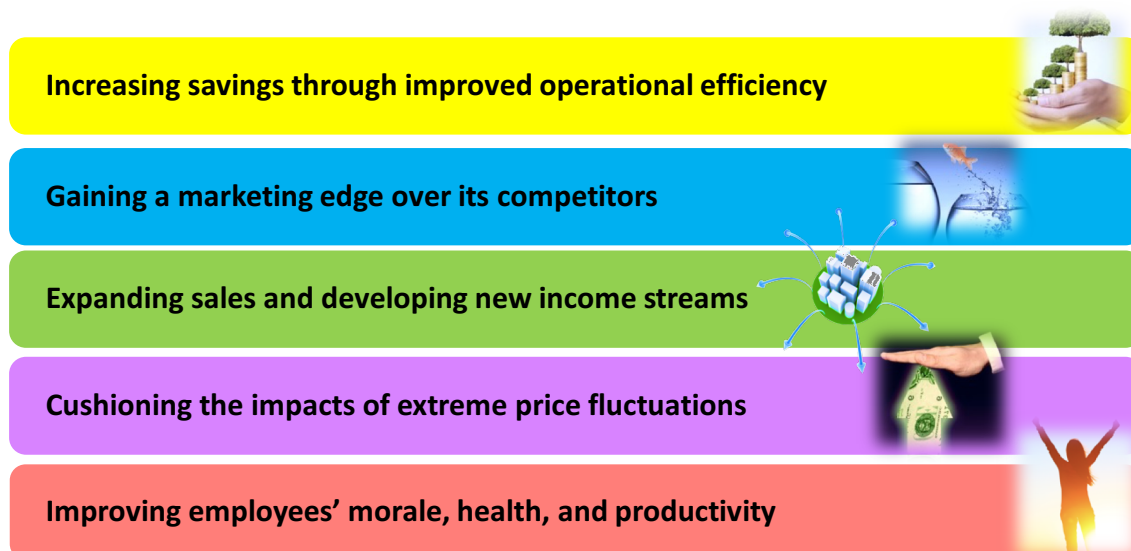 Increasing savings through improved operational efficiency
Gaining a marketing edge over its competitors
Expanding sales and developing new income streams
Cushioning the impacts of extreme price fluctuations
Improving employees’ morale, health, and productivity